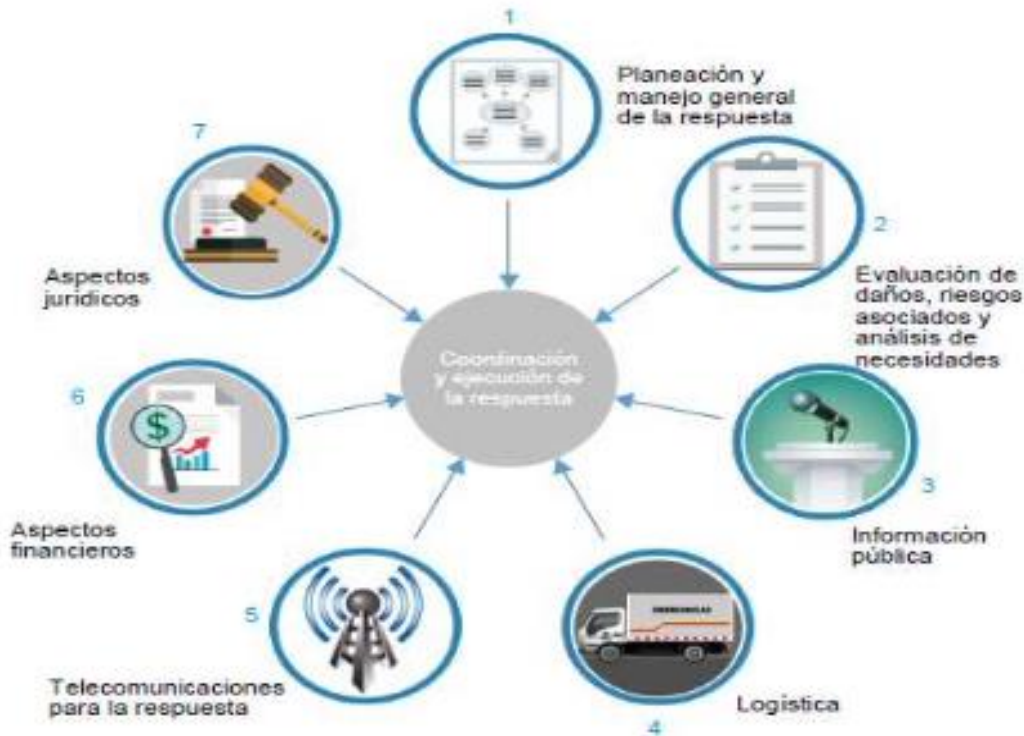 1
Planeación y
manejo general
de la respuesta
2
Evaluación de
daños, riesgos
asociados y
análisis de
necesidades
3
Información
pública
4
Logística
5
Telecomunicaciones
para la respuesta
6
Aspectos
financieros
7
Aspectos
jurídicos
Coordinación
y ejecución de
la respuesta
$